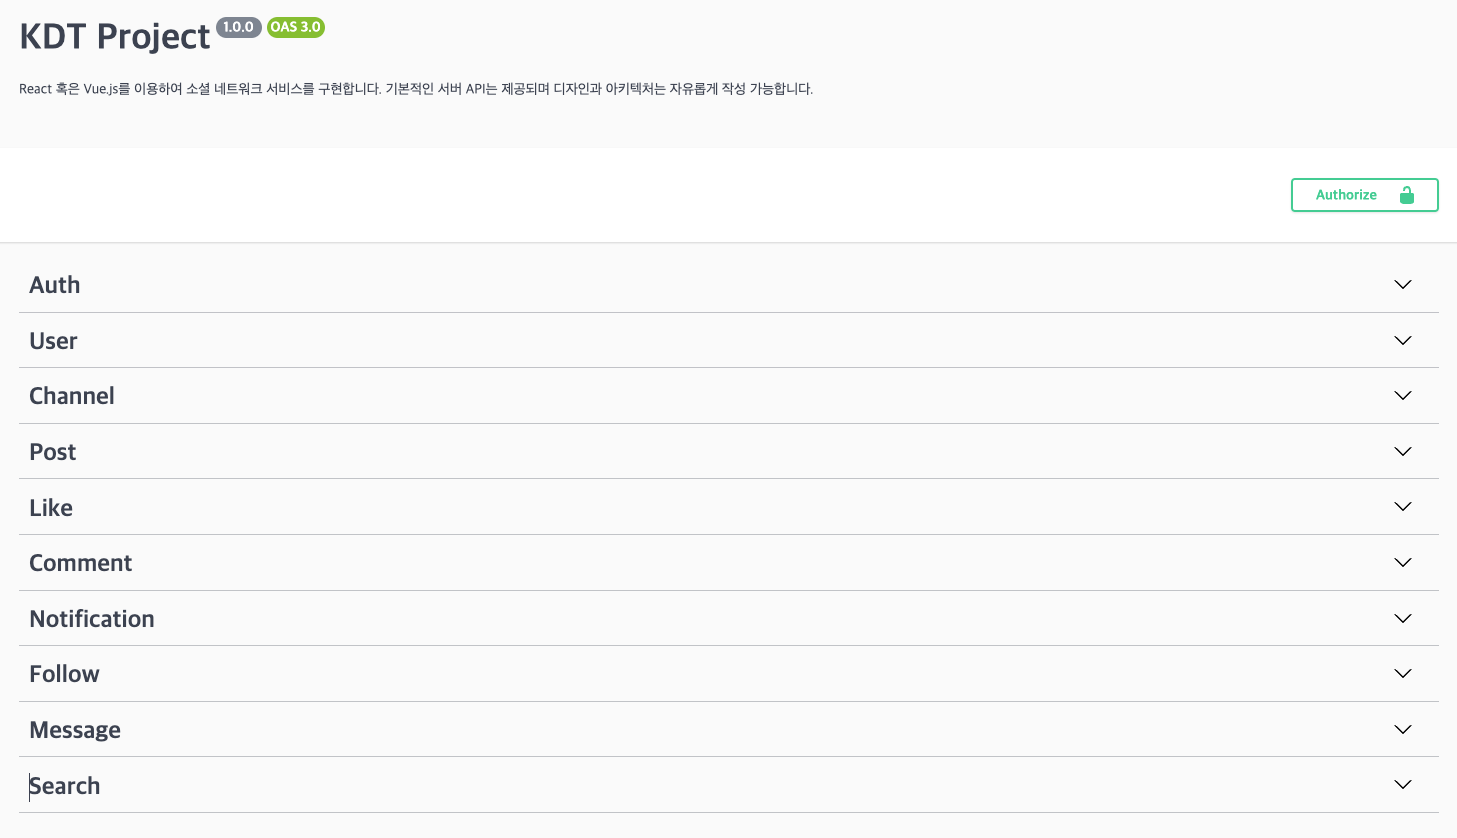 KDT Project 1.0.0 OAS 3.0
React 혹은 Vue.js를 이용하여 소셜 네트워크 서비스를 구현합니다. 기본적인 서버 API는 제공되며 디자인과 아키텍처는 자유롭게 작성 가능합니다.
Authorize
Auth
User
Channel
Post
Like
Comment
Notification
Follow
Message
Search